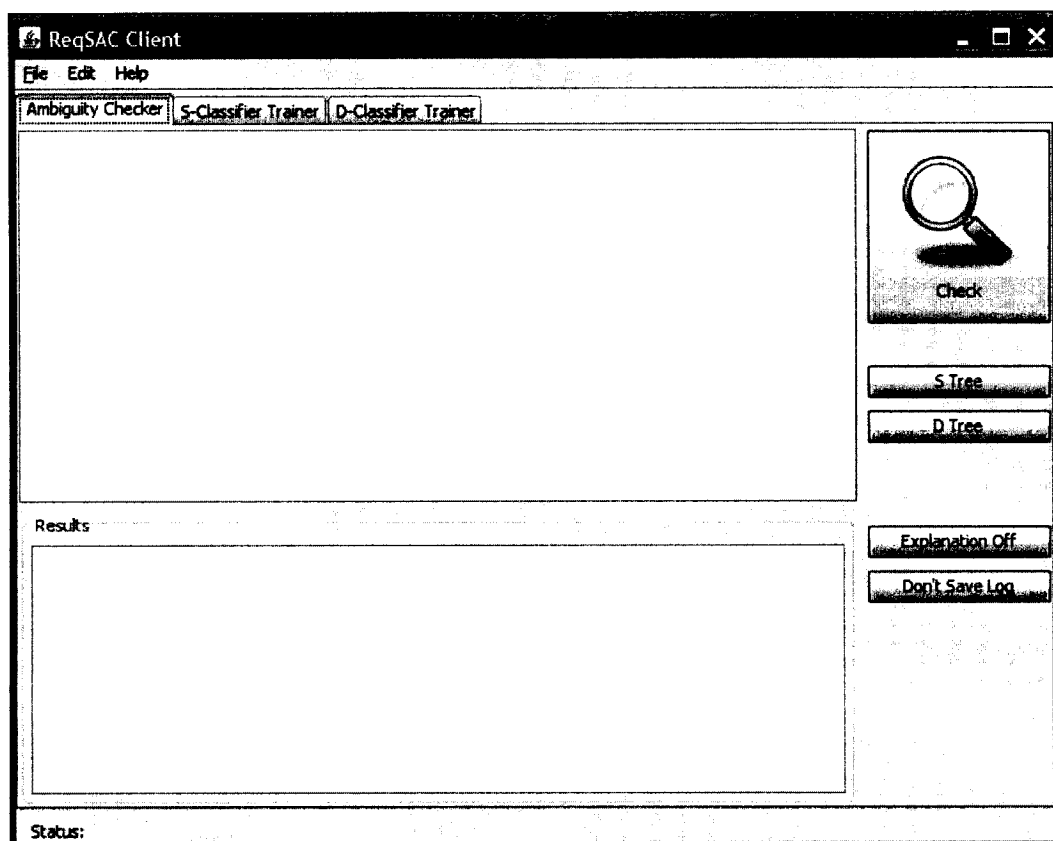 ReqSAC Client
File Edit Help
Ambiguity Checker S-Classifier Trainer D-Classifier Trainer
Check
S Tree
D Tree
Results
Explanation Off
Don't Save Log
Status: